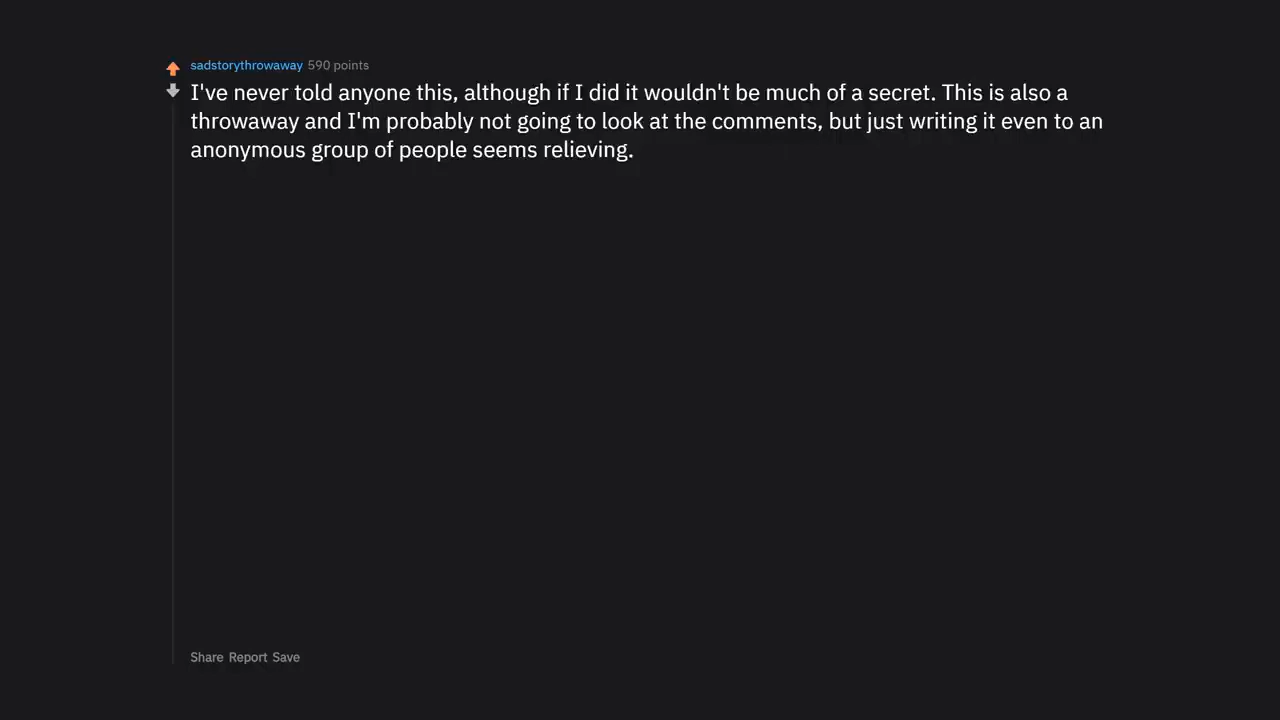 sadstorythrowaway 590 points
I've never told anyone this, although if I did it wouldn't be much of a secret. This is also a
throwaway and I'm probably not going to look at the comments, but just writing it even to an
anonymous group of people seems relieving.
Share Report Save